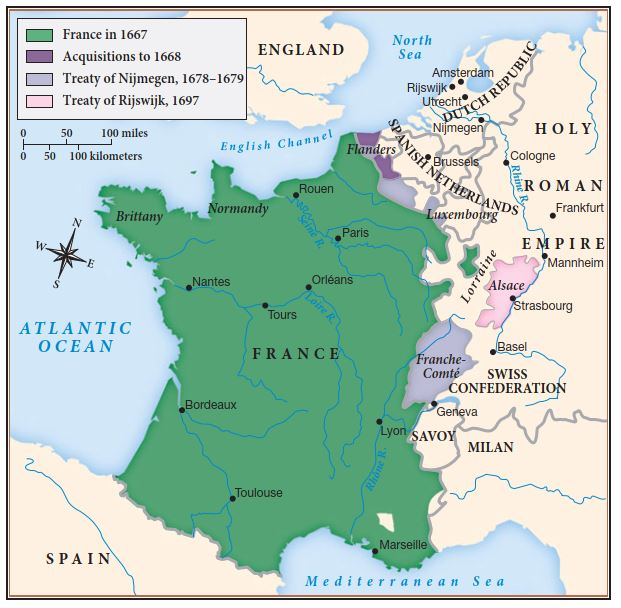 France in 1667
Acquisitions to 1668
Treaty of Nijmegen, 1678–1679
Treaty of Rijswijk, 1697
0 50 100 miles
0 50 100 kilometers
ENGLAND
North
Sea
Amsterdam
Rijswijk
Utrecht
DUTCH REPUBLIC
Nijmegen
HOLY
ROMAN
EMPIRE
English Channel
Flanders
SPANISH NETHERLANDS
Brussels
Cologne
Rhine R.
Frankfurt
Luxembourg
Mannheim
Rouen
Normandy
Brittany
Seine R.
Paris
N
W
E
S
Lorraine
Alsace
Strasbourg
Nantes
Orléans
Loire R.
Tours
ATLANTIC
OCEAN
FRANCE
Basel
Franche-
Comté
SWISS
CONFEDERATION
Geneva
Bordeaux
Lyon
SAVOY
MILAN
Rhône R.
Toulouse
Marseille
SPAIN
Mediterranean Sea